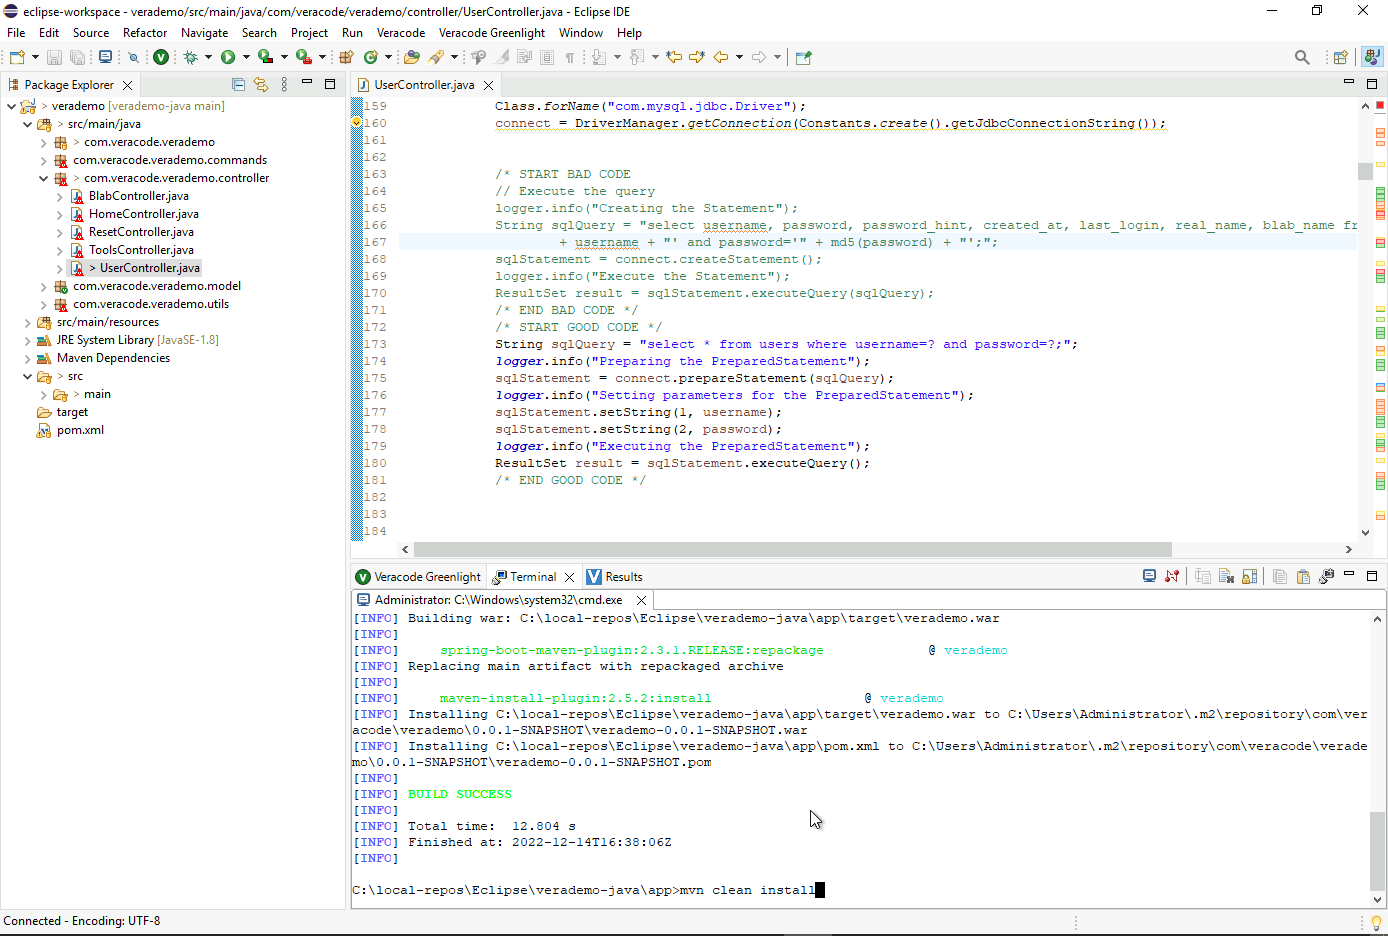 eclipse-workspace - verademo/src/main/java/com/veracode/verademo/controller/UserController.java - Eclipse IDE
File Edit Source Refactor Navigate Search Project Run Veracode Veracode Greenlight Window Help
Package Explorer
> verademo [verademo-java main]
> src/main/java
> com.veracode.verademo
com.veracode.verademo.commands
> com.veracode.verademo.controller
BlabController.java
HomeController.java
ResetController.java
ToolsController.java
> UserController.java
com.veracode.verademo.model
com.veracode.verademo.utils
src/main/resources
JRE System Library [JavaSE-1.8]
Maven Dependencies
> src
> main
target
pom.xml
UserController.java
159 Class.forName("com.mysql.jdbc.Driver");
160 connect = DriverManager.getConnection(Constants.create().getJdbcConnectionString());
161
162
163 /* START BAD CODE
164 // Execute the query
165 logger.info("Creating the Statement");
166 String sqlQuery = "select username, password, password_hint, created_at, last_login, real_name, blab_name fr
167 + username + "' and password='" + md5(password) + "';";
168 sqlStatement = connect.createStatement();
169 logger.info("Execute the Statement");
170 ResultSet result = sqlStatement.executeQuery(sqlQuery);
171 /* END BAD CODE */
172 /* START GOOD CODE */
173 String sqlQuery = "select * from users where username=? and password=?;";
174 logger.info("Preparing the PreparedStatement");
175 sqlStatement = connect.prepareStatement(sqlQuery);
176 logger.info("Setting parameters for the PreparedStatement");
177 sqlStatement.setString(1, username);
178 sqlStatement.setString(2, password);
179 logger.info("Executing the PreparedStatement");
180 ResultSet result = sqlStatement.executeQuery();
181 /* END GOOD CODE */
182
183
184
Veracode Greenlight Terminal Results
Administrator: C:\Windows\system32\cmd.exe
[INFO] Building war: C:\local-repos\Eclipse\verademo-java\app\target\verademo.war
[INFO]
[INFO] spring-boot-maven-plugin:2.3.1.RELEASE:repackage @ verademo
[INFO] Replacing main artifact with repackaged archive
[INFO]
[INFO] maven-install-plugin:2.5.2:install @ verademo
[INFO] Installing C:\local-repos\Eclipse\verademo-java\app\target\verademo.war to C:\Users\Administrator\.m2\repository\com\ver
acode\verademo\0.0.1-SNAPSHOT\verademo-0.0.1-SNAPSHOT.war
[INFO] Installing C:\local-repos\Eclipse\verademo-java\app\pom.xml to C:\Users\Administrator\.m2\repository\com\veracode\verade
mo\0.0.1-SNAPSHOT\verademo-0.0.1-SNAPSHOT.pom
[INFO]
[INFO] BUILD SUCCESS
[INFO]
[INFO] Total time: 12.804 s
[INFO] Finished at: 2022-12-14T16:38:06Z
[INFO]
C:\local-repos\Eclipse\verademo-java\app>mvn clean install
Connected - Encoding: UTF-8